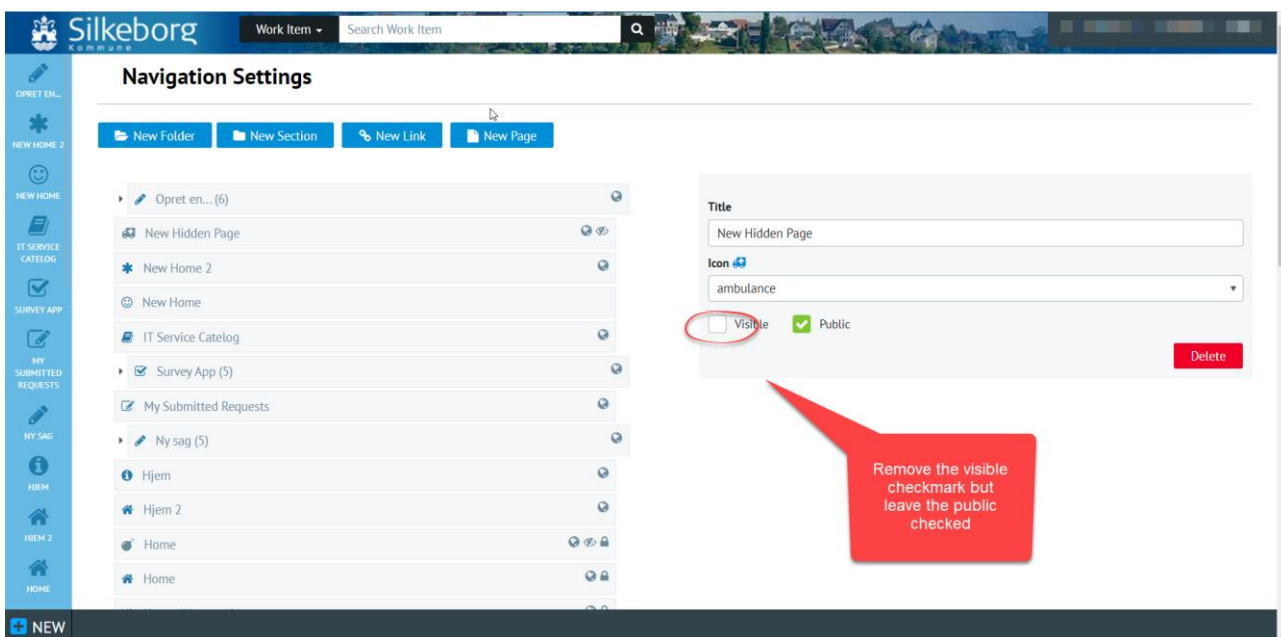 Silkeborg
Kommune
Work Item
Search Work Item
OPRET EN...
NEW HOME 2
NEW HOME
IT SERVICE
CATELOG
SURVEY APP
MY
SUBMITTED
REQUESTS
NY SAG
HJEM
HJEM 2
HOME
Navigation Settings
New Folder
New Section
New Link
New Page
Opret en... (6)
New Hidden Page
New Home 2
New Home
IT Service Catelog
Survey App (5)
My Submitted Requests
Ny sag (5)
Hjem
Hjem 2
Home
Home
Title
New Hidden Page
Icon
ambulance
Visible
Public
Delete
Remove the visible
checkmark but
leave the public
checked
NEW